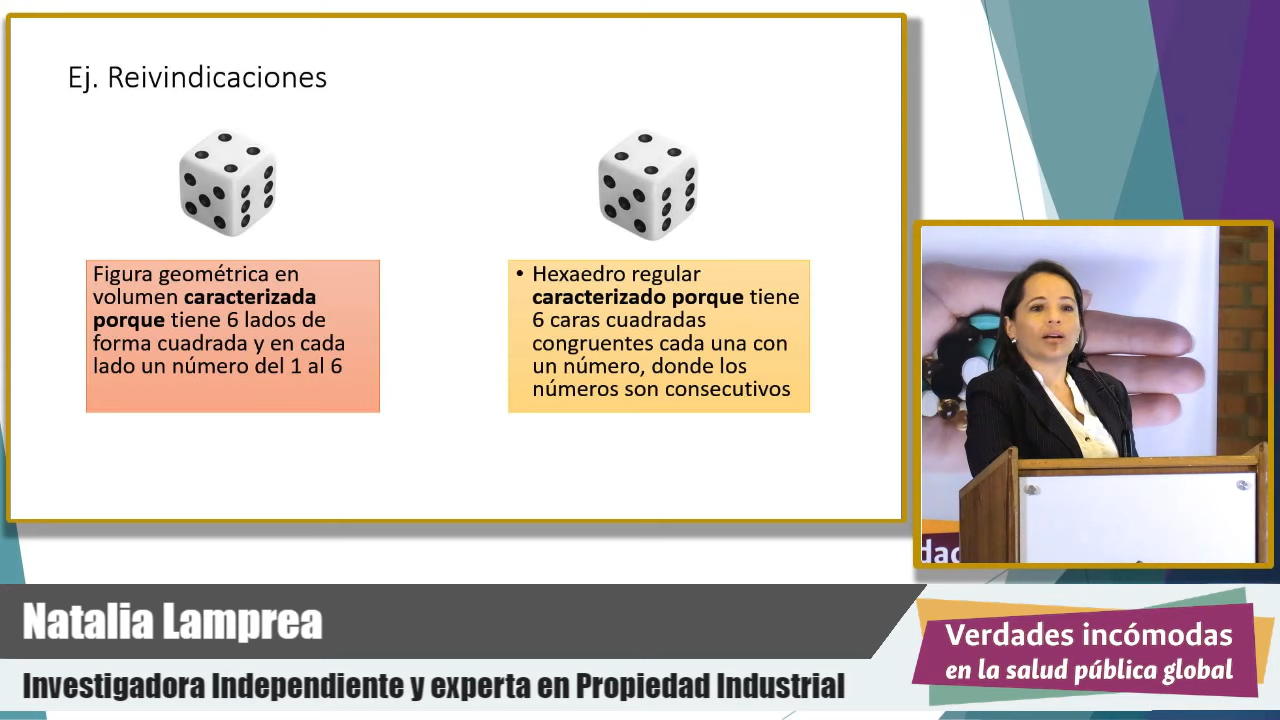 Ej. Reivindicaciones
Figura geométrica en
volumen caracterizada
porque tiene 6 lados de
forma cuadrada y en cada
lado un número del 1 al 6
• Hexaedro regular
caracterizado porque tiene
6 caras cuadradas
congruentes cada una con
un número, donde los
números son consecutivos
dad
Natalia Lamprea
Investigadora Independiente y experta en Propiedad Industrial
Verdades incómodas
en la salud pública global